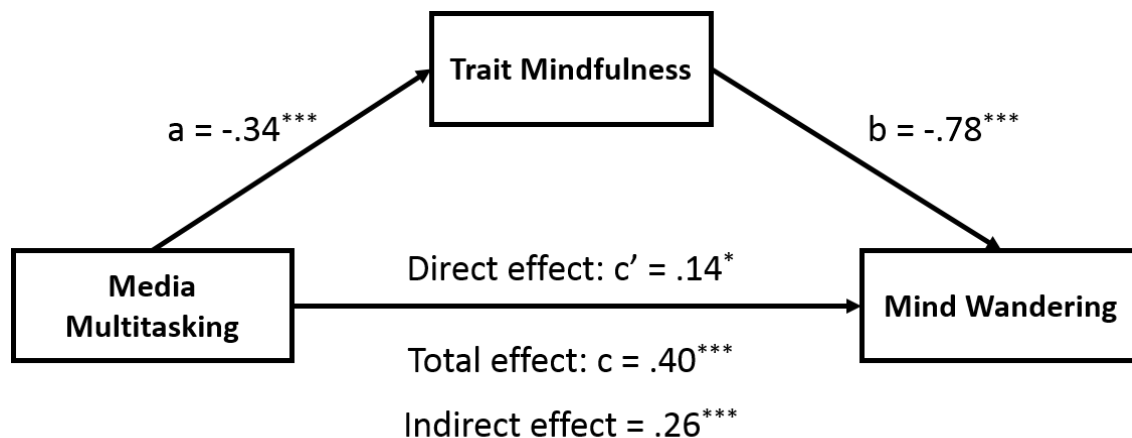 Trait Mindfulness
a = -.34***
b = -.78***
Media
Multitasking
Direct effect: c’ = .14*
Mind Wandering
Total effect: c = .40***
Indirect effect = .26***